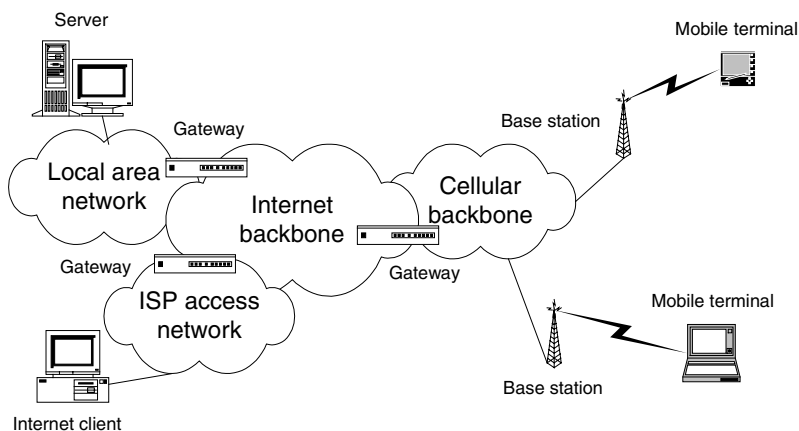 Server
Mobile terminal
Gateway
Base station
Local area
network
Cellular
backbone
Internet
backbone
Gateway
Gateway
ISP access
network
Mobile terminal
Base station
Internet client